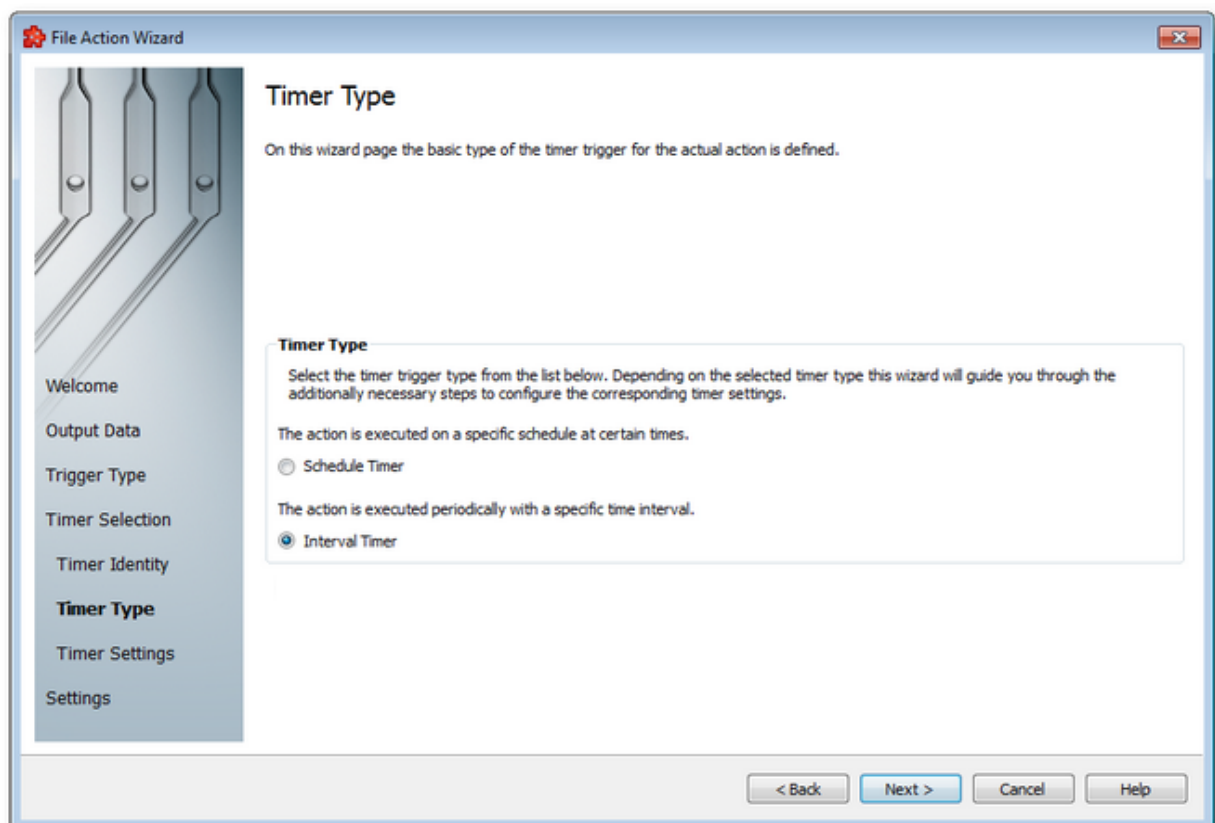 File Action Wizard
Timer Type
On this wizard page the basic type of the timer trigger for the actual action is defined.
Timer Type
Select the timer trigger type from the list below. Depending on the selected timer type this wizard will guide you through the
additionally necessary steps to configure the corresponding timer settings.
The action is executed on a specific schedule at certain times.
Schedule Timer
The action is executed periodically with a specific time interval.
Interval Timer
Welcome
Output Data
Trigger Type
Timer Selection
Timer Identity
Timer Type
Timer Settings
Settings
< Back
Next >
Cancel
Help